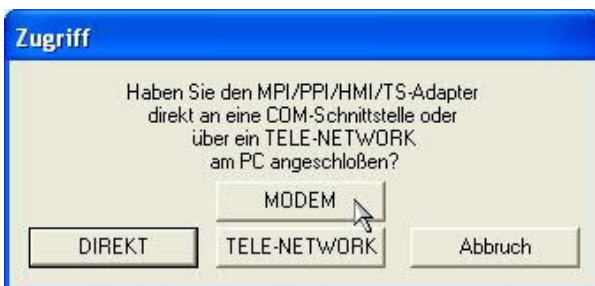 Zugriff
Haben Sie den MPI/PPI/HMI/TS-Adapter
direkt an eine COM-Schnittstelle oder
über ein TELE-NETWORK
am PC angeschloßen?
MODEM
DIREKT TELE-NETWORK Abbruch